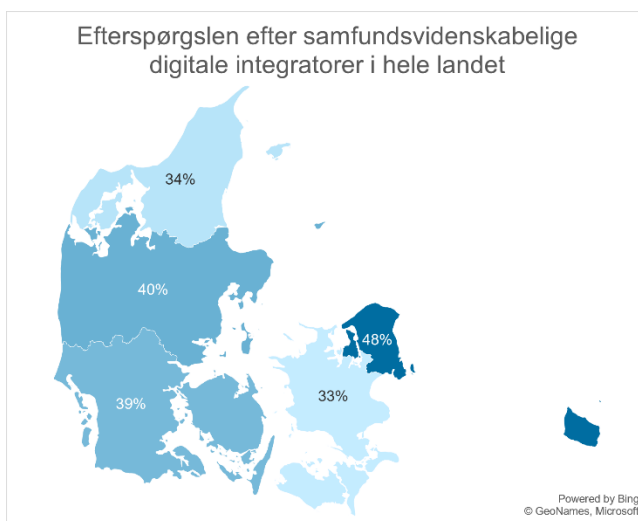 Efterspørgslen efter samfundsvidenskabelige
digitale integratorer i hele landet
34%
40%
48%
39%
33%
Powered by Bing
© GeoNames, Microsoft